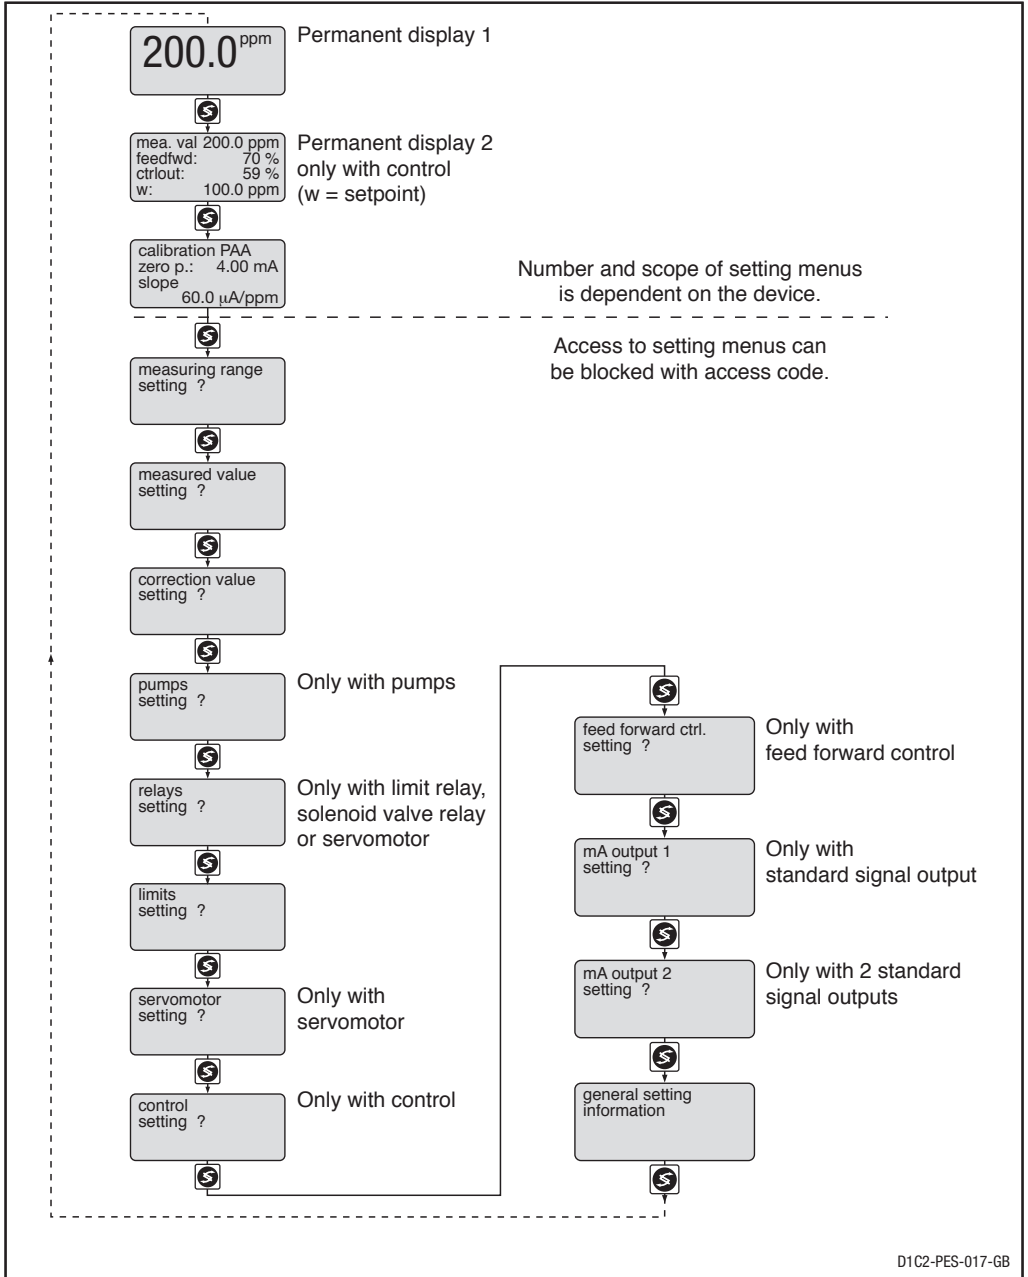 200.0 ppm
Permanent display 1
mea. val 200.0 ppm
feedfwd: 70 %
ctrlout: 59 %
w: 100.0 ppm
Permanent display 2
only with control
(w = setpoint)
calibration PAA
zero p.: 4.00 mA
slope
60.0 µA/ppm
Number and scope of setting menus
is dependent on the device.
Access to setting menus can
be blocked with access code.
measuring range
setting ?
measured value
setting ?
correction value
setting ?
pumps
setting ?
Only with pumps
relays
setting ?
Only with limit relay,
solenoid valve relay
or servomotor
limits
setting ?
servomotor
setting ?
Only with
servomotor
control
setting ?
Only with control
feed forward ctrl.
setting ?
Only with
feed forward control
mA output 1
setting ?
Only with
standard signal output
mA output 2
setting ?
Only with 2 standard
signal outputs
general setting
information
D1C2-PES-017-GB